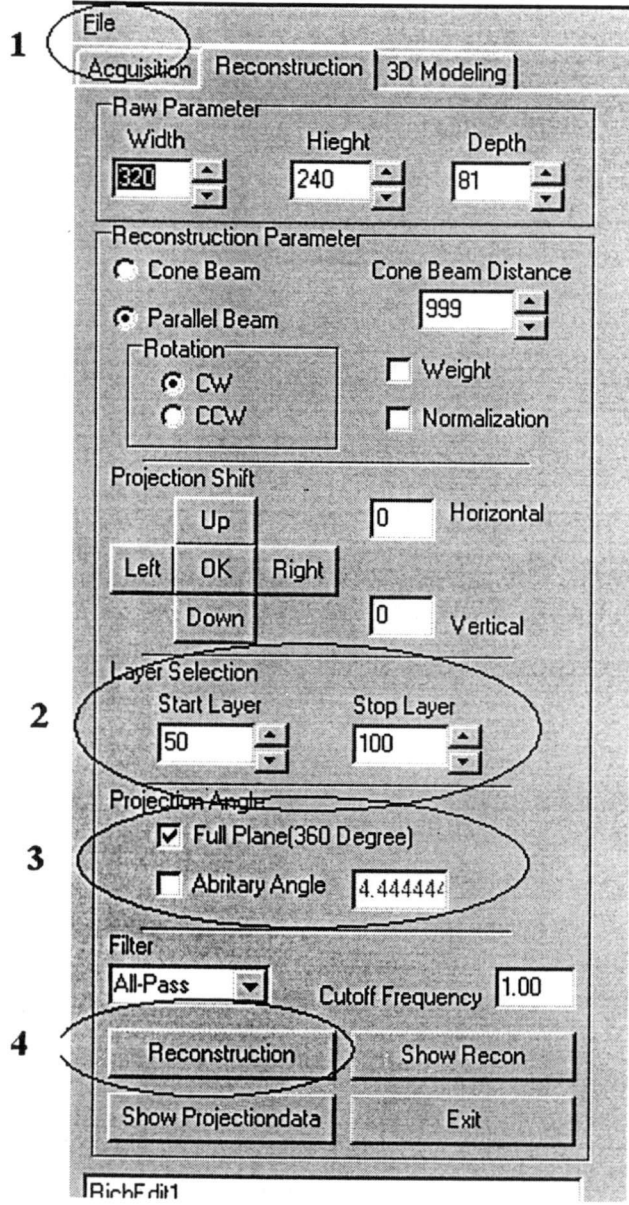 1
File
Acquisition Reconstruction 3D Modeling
Raw Parameter
Width Hieght Depth
320 240 81
Reconstruction Parameter
Cone Beam Cone Beam Distance
999
Parallel Beam
Rotation
CW Weight
CCW Normalization
Projection Shift
Up 0 Horizontal
Left OK Right
Down 0 Vertical
2
Layer Selection
Start Layer Stop Layer
50 100
Projection Angle
3
Full Plane(360 Degree)
Abritary Angle 4.444444
Filter
All-Pass Cutoff Frequency 1.00
4
Reconstruction Show Recon
Show Projectiondata Exit
RichEdit1